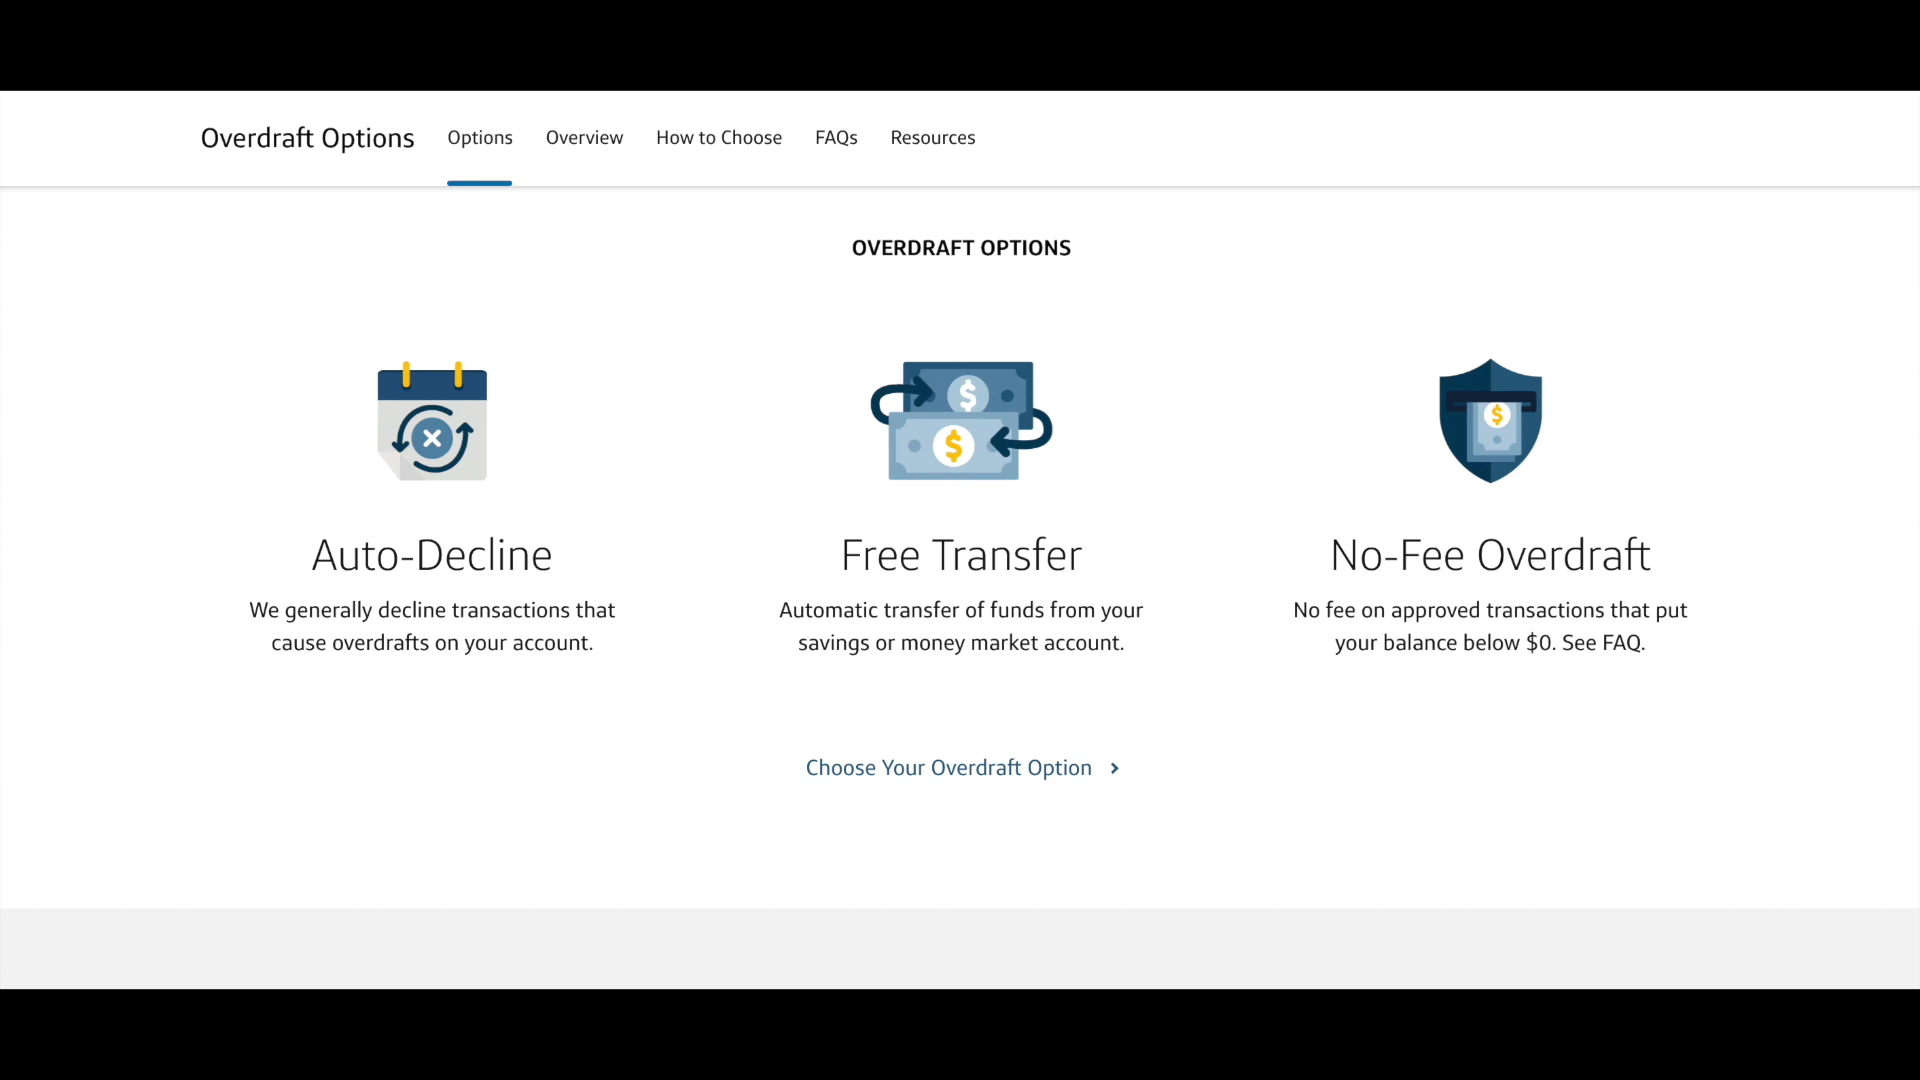 Overdraft Options
Options
Overview
How to Choose
FAQs
Resources
OVERDRAFT OPTIONS
Auto-Decline
We generally decline transactions that
cause overdrafts on your account.
Free Transfer
Automatic transfer of funds from your
savings or money market account.
No-Fee Overdraft
No fee on approved transactions that put
your balance below $0. See FAQ.
Choose Your Overdraft Option